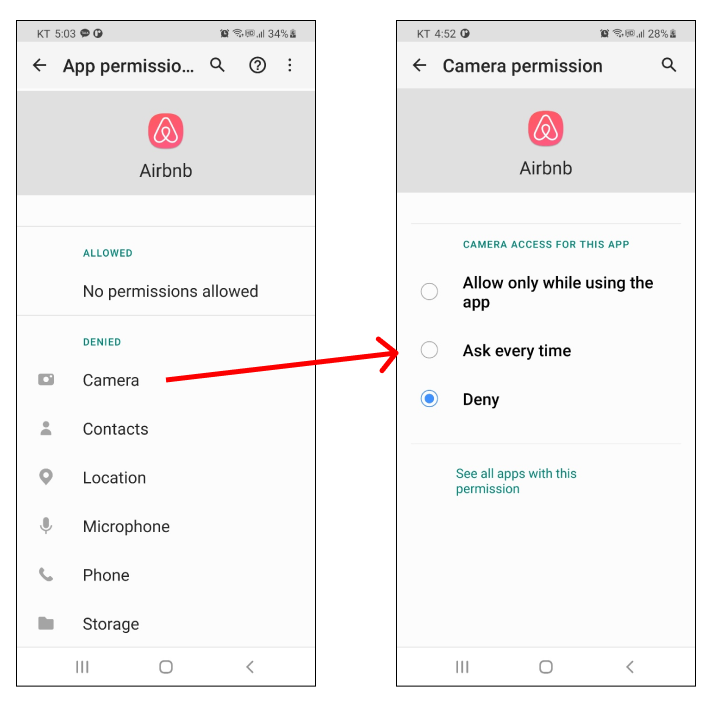 KT 5:03
34%
App permissio...
Airbnb
ALLOWED
No permissions allowed
DENIED
Camera
Contacts
Location
Microphone
Phone
Storage
KT 4:52
28%
Camera permission
Airbnb
CAMERA ACCESS FOR THIS APP
Allow only while using the
app
Ask every time
Deny
See all apps with this
permission